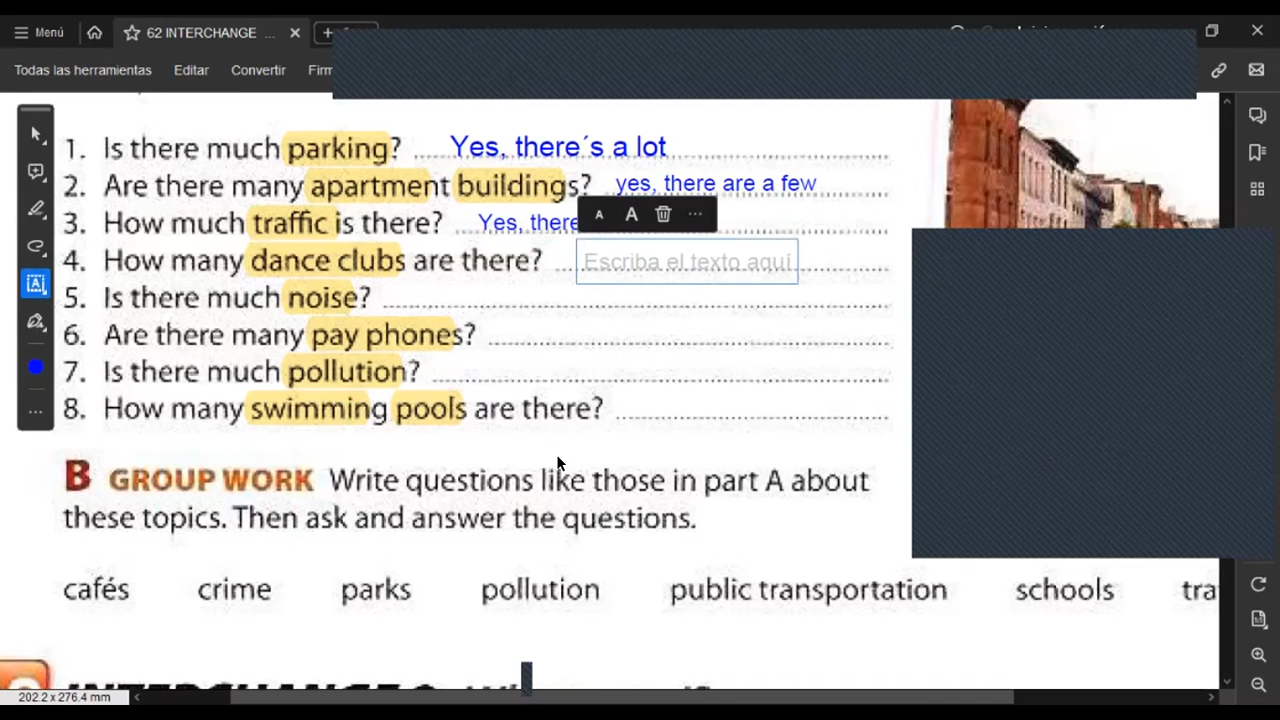 Menú
62 INTERCHANGE ...
Todas las herramientas Editar Convertir
1. Is there much parking? Yes, there´s a lot
2. Are there many apartment buildings? yes, there are a few
3. How much traffic is there? Yes, there
4. How many dance clubs are there? Escriba el texto aquí
5. Is there much noise?
6. Are there many pay phones?
7. Is there much pollution?
8. How many swimming pools are there?
B GROUP WORK Write questions like those in part A about
these topics. Then ask and answer the questions.
cafés crime parks pollution public transportation schools
202.2 x 276.4 mm